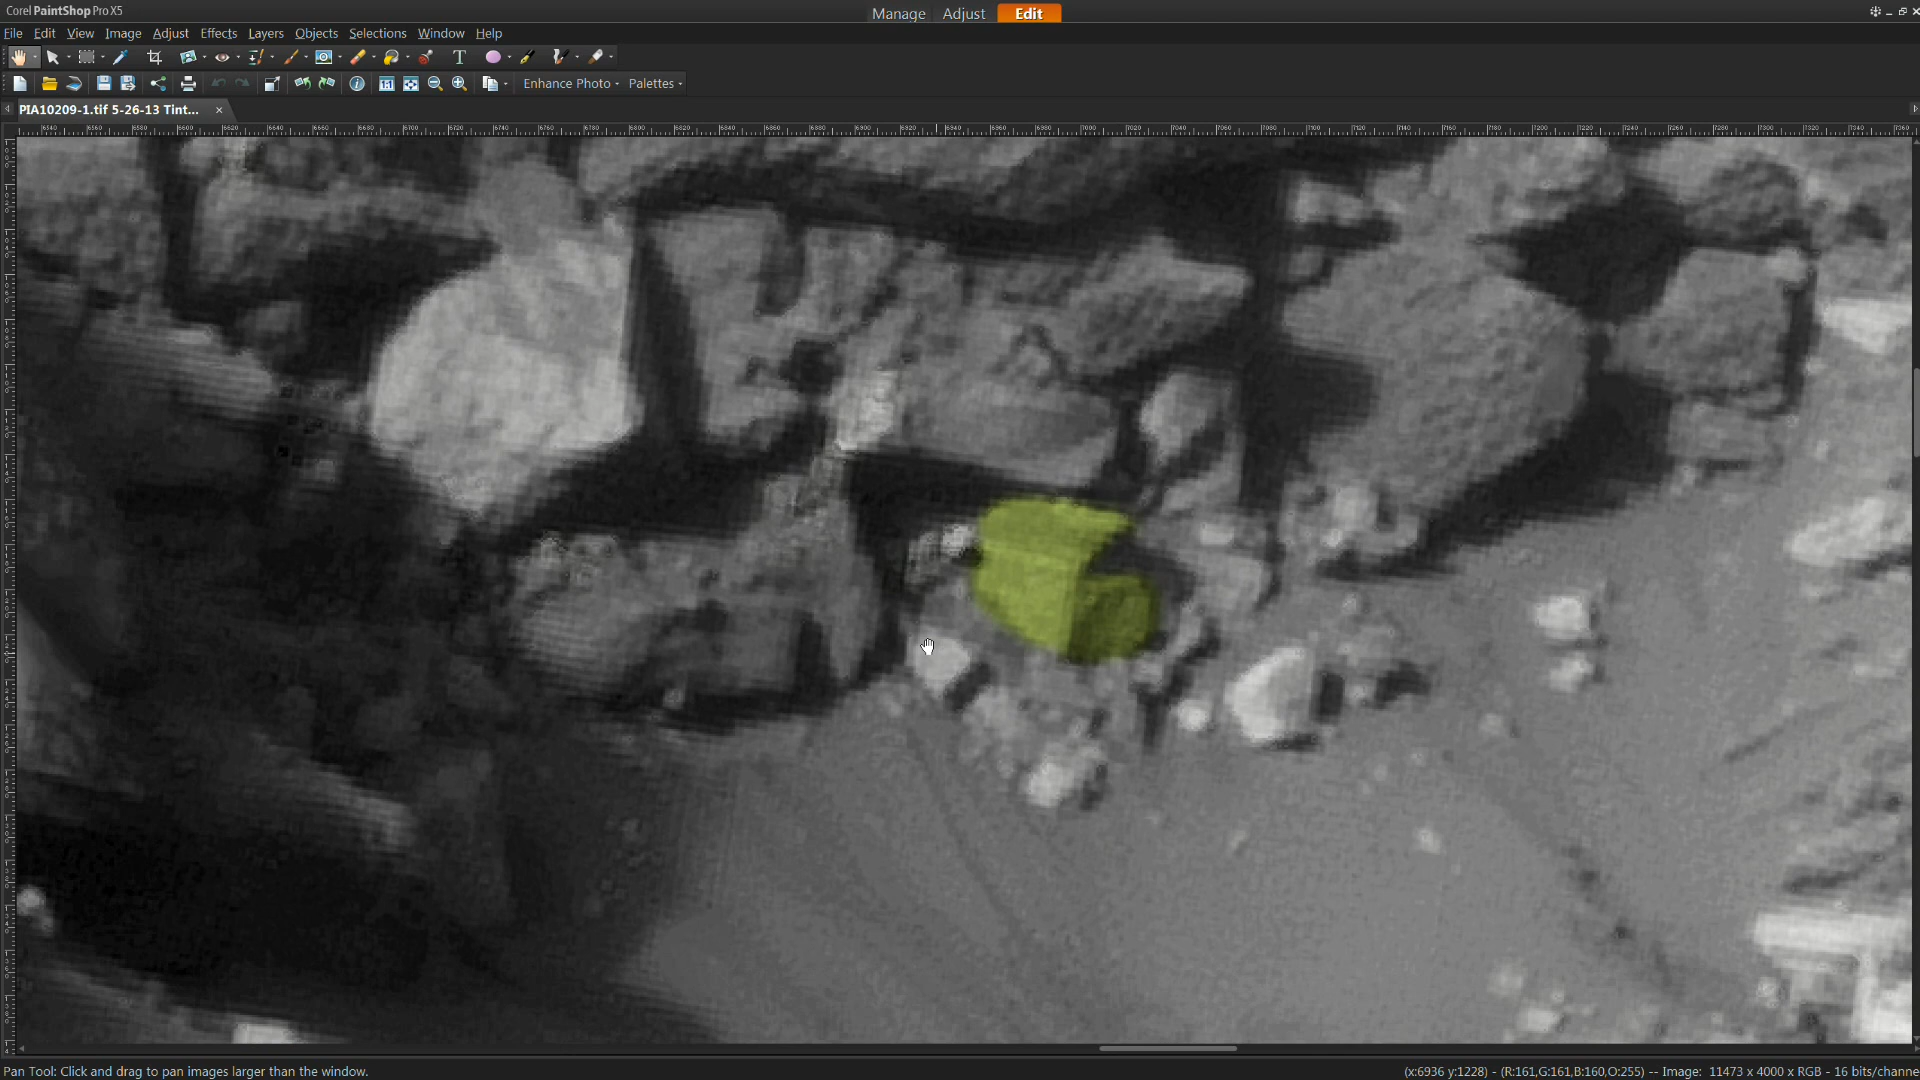 Corel PaintShop Pro X5
Manage Adjust Edit
File Edit View Image Adjust Effects Layers Objects Selections Window Help
Enhance Photo Palettes
PIA10209-1.tif 5-26-13 Tint...
Pan Tool: Click and drag to pan images larger than the window.
(x:6936 y:1228) - (R:161,G:161,B:160,O:255) -- Image: 11473 x 4000 x RGB - 16 bits/channe